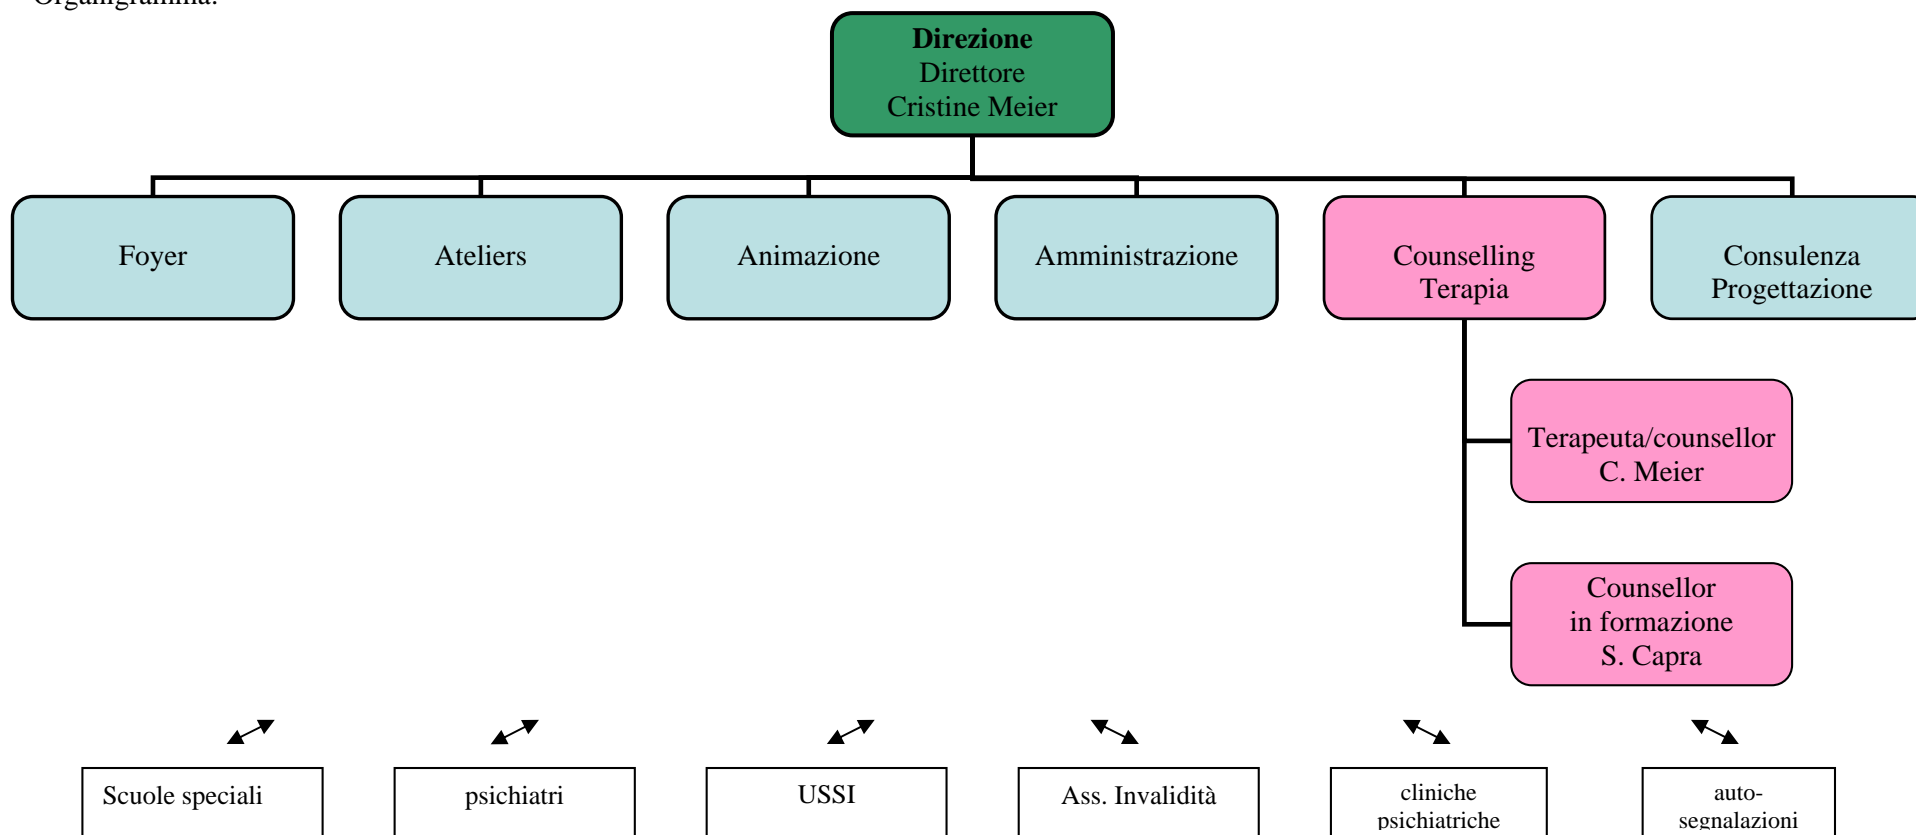 Organigramma:
Direzione
Direttore
Cristine Meier
Foyer
Ateliers
Animazione
Amministrazione
Counselling
Terapia
Consulenza
Progettazione
Terapeuta/counsellor
C. Meier
Counsellor
in formazione
S. Capra
Scuole speciali
psichiatri
USSI
Ass. Invalidità
cliniche
psichiatriche
auto-
segnalazioni